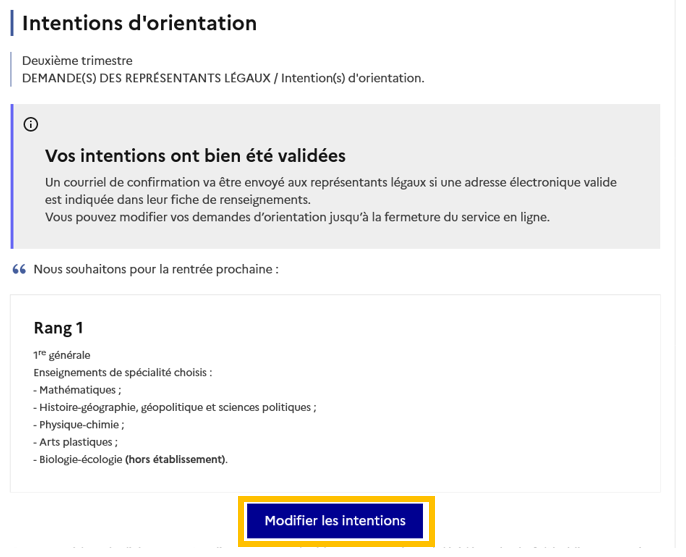 Intentions d'orientation
Deuxième trimestre
DEMANDE(S) DES REPRÉSENTANTS LÉGAUX / Intention(s) d'orientation.
Vos intentions ont bien été validées
Un courriel de confirmation va être envoyé aux représentants légaux si une adresse électronique valide
est indiquée dans leur fiche de renseignements.
Vous pouvez modifier vos demandes d'orientation jusqu'à la fermeture du service en ligne.
Nous souhaitons pour la rentrée prochaine :
Rang 1
1re générale
Enseignements de spécialité choisis :
- Mathématiques ;
- Histoire-géographie, géopolitique et sciences politiques ;
- Physique-chimie ;
- Arts plastiques ;
- Biologie-écologie (hors établissement).
Modifier les intentions